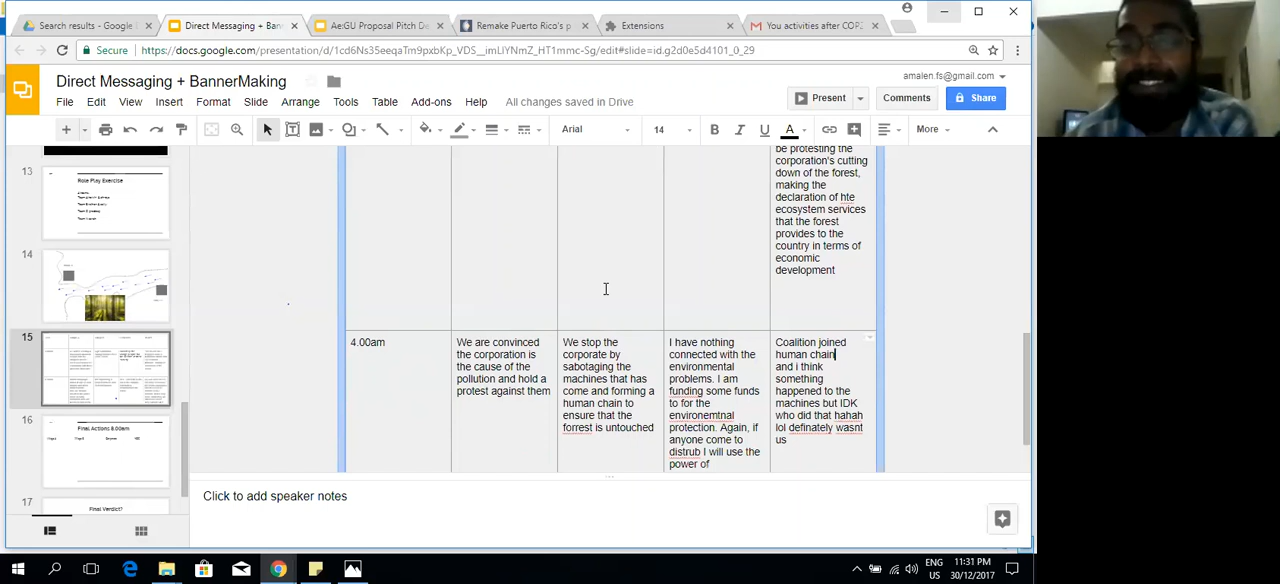 Search results - Google
Direct Messaging + Ban
Ae:GU Proposal Pitch De
Remake Puerto Rico's p
Extensions
You activities after COP2
Secure
https://docs.google.com/presentation/d/1cd6Ns35eeqaTm9pxbKp_VDS__imLlYNmZ_HT1mmc-Sg/edit#slide=id.g2d0e5d4101_0_29
Direct Messaging + BannerMaking
amalen.fs@gmail.com
File Edit View Insert Format Slide Arrange Tools Table Add-ons Help All changes saved in Drive
Present
Comments
Share
Arial
14
B I U A
More
13
Role Play Exercise
14
15
16
Final Actions 8.00am
17
Final Verdict?
be protesting the
corporation's cutting
down of the forest,
making the
declaration of hte
ecosystem services
that the forest
provides to the
country in terms of
economic
development
4.00am
We are convinced
the corporation is
the cause of the
pollution and hold a
protest against them
We stop the
corporate by
sabotaging the
machines that has
come and forming a
human chain to
ensure that the
forrest is untouched
I have nothing
connected with the
environmental
problems. I am
funding some funds
to for the
environemtnal
protection. Again, if
anyone come to
distrub I will use the
power of
Coalition joined
human chain
and i think
something
happened to the
machines but IDK
who did that hahah
lol definately wasnt
us
Click to add speaker notes
ENG
US
11:31 PM
30/12/2017